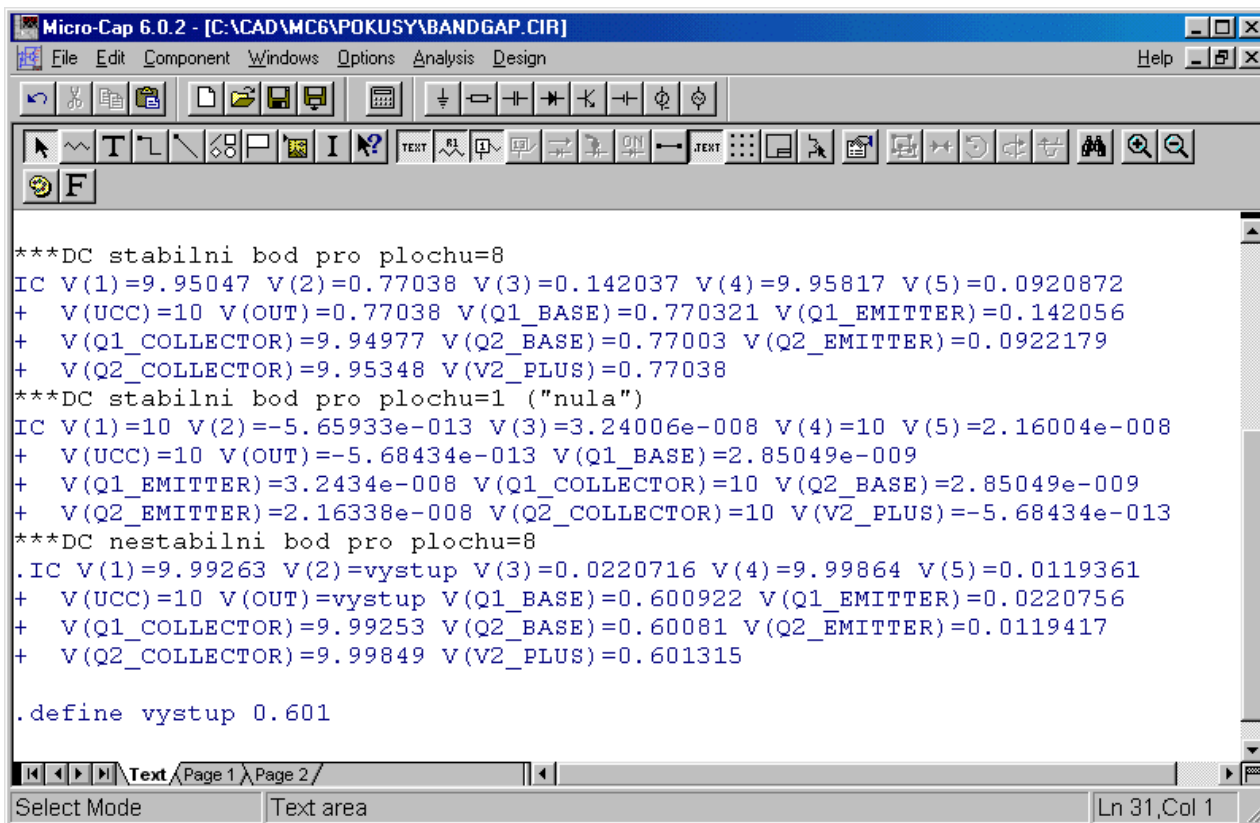 Micro-Cap 6.0.2 - [C:\CAD\MC6\POKUSY\BANDGAP.CIR]
File Edit Component Windows Options Analysis Design Help
T I TEXT R1 1 ON .TEXT
F
***DC stabilni bod pro plochu=8
IC V(1)=9.95047 V(2)=0.77038 V(3)=0.142037 V(4)=9.95817 V(5)=0.0920872
+ V(UCC)=10 V(OUT)=0.77038 V(Q1_BASE)=0.770321 V(Q1_EMITTER)=0.142056
+ V(Q1_COLLECTOR)=9.94977 V(Q2_BASE)=0.77003 V(Q2_EMITTER)=0.0922179
+ V(Q2_COLLECTOR)=9.95348 V(V2_PLUS)=0.77038
***DC stabilni bod pro plochu=1 ("nula")
IC V(1)=10 V(2)=-5.65933e-013 V(3)=3.24006e-008 V(4)=10 V(5)=2.16004e-008
+ V(UCC)=10 V(OUT)=-5.68434e-013 V(Q1_BASE)=2.85049e-009
+ V(Q1_EMITTER)=3.2434e-008 V(Q1_COLLECTOR)=10 V(Q2_BASE)=2.85049e-009
+ V(Q2_EMITTER)=2.16338e-008 V(Q2_COLLECTOR)=10 V(V2_PLUS)=-5.68434e-013
***DC nestabilni bod pro plochu=8
.IC V(1)=9.99263 V(2)=vystup V(3)=0.0220716 V(4)=9.99864 V(5)=0.0119361
+ V(UCC)=10 V(OUT)=vystup V(Q1_BASE)=0.600922 V(Q1_EMITTER)=0.0220756
+ V(Q1_COLLECTOR)=9.99253 V(Q2_BASE)=0.60081 V(Q2_EMITTER)=0.0119417
+ V(Q2_COLLECTOR)=9.99849 V(V2_PLUS)=0.601315
.define vystup 0.601
Text Page 1 Page 2
Select Mode Text area Ln 31,Col 1